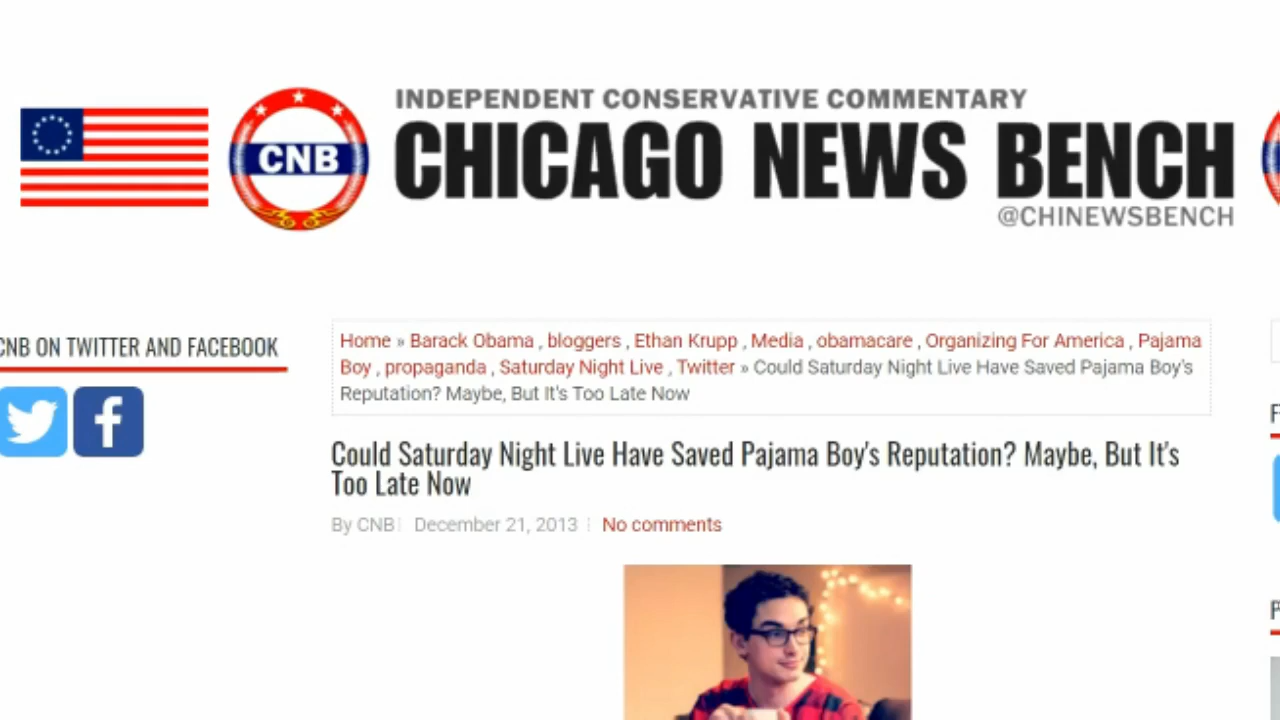 INDEPENDENT CONSERVATIVE COMMENTARY
CNB
CHICAGO NEWS BENCH
@CHINEWSBENCH
CNB ON TWITTER AND FACEBOOK
Home » Barack Obama , bloggers , Ethan Krupp , Media , obamacare , Organizing For America , Pajama
Boy , propaganda , Saturday Night Live , Twitter » Could Saturday Night Live Have Saved Pajama Boy's
Reputation? Maybe, But It's Too Late Now
Could Saturday Night Live Have Saved Pajama Boy's Reputation? Maybe, But It's
Too Late Now
By CNB December 21, 2013 No comments